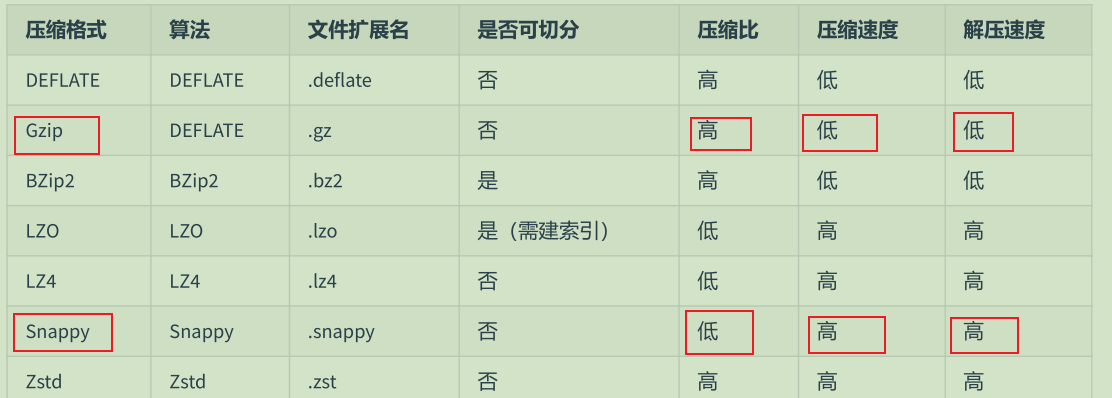 压缩格式 算法 文件扩展名 是否可切分 压缩比 压缩速度 解压速度
DEFLATE DEFLATE .deflate 否 高 低 低
Gzip DEFLATE .gz 否 高 低 低
BZip2 BZip2 .bz2 是 高 低 低
LZO LZO .lzo 是（需建索引） 低 高 高
LZ4 LZ4 .lz4 否 低 高 高
Snappy Snappy .snappy 否 低 高 高
Zstd Zstd .zst 否 高 高 高